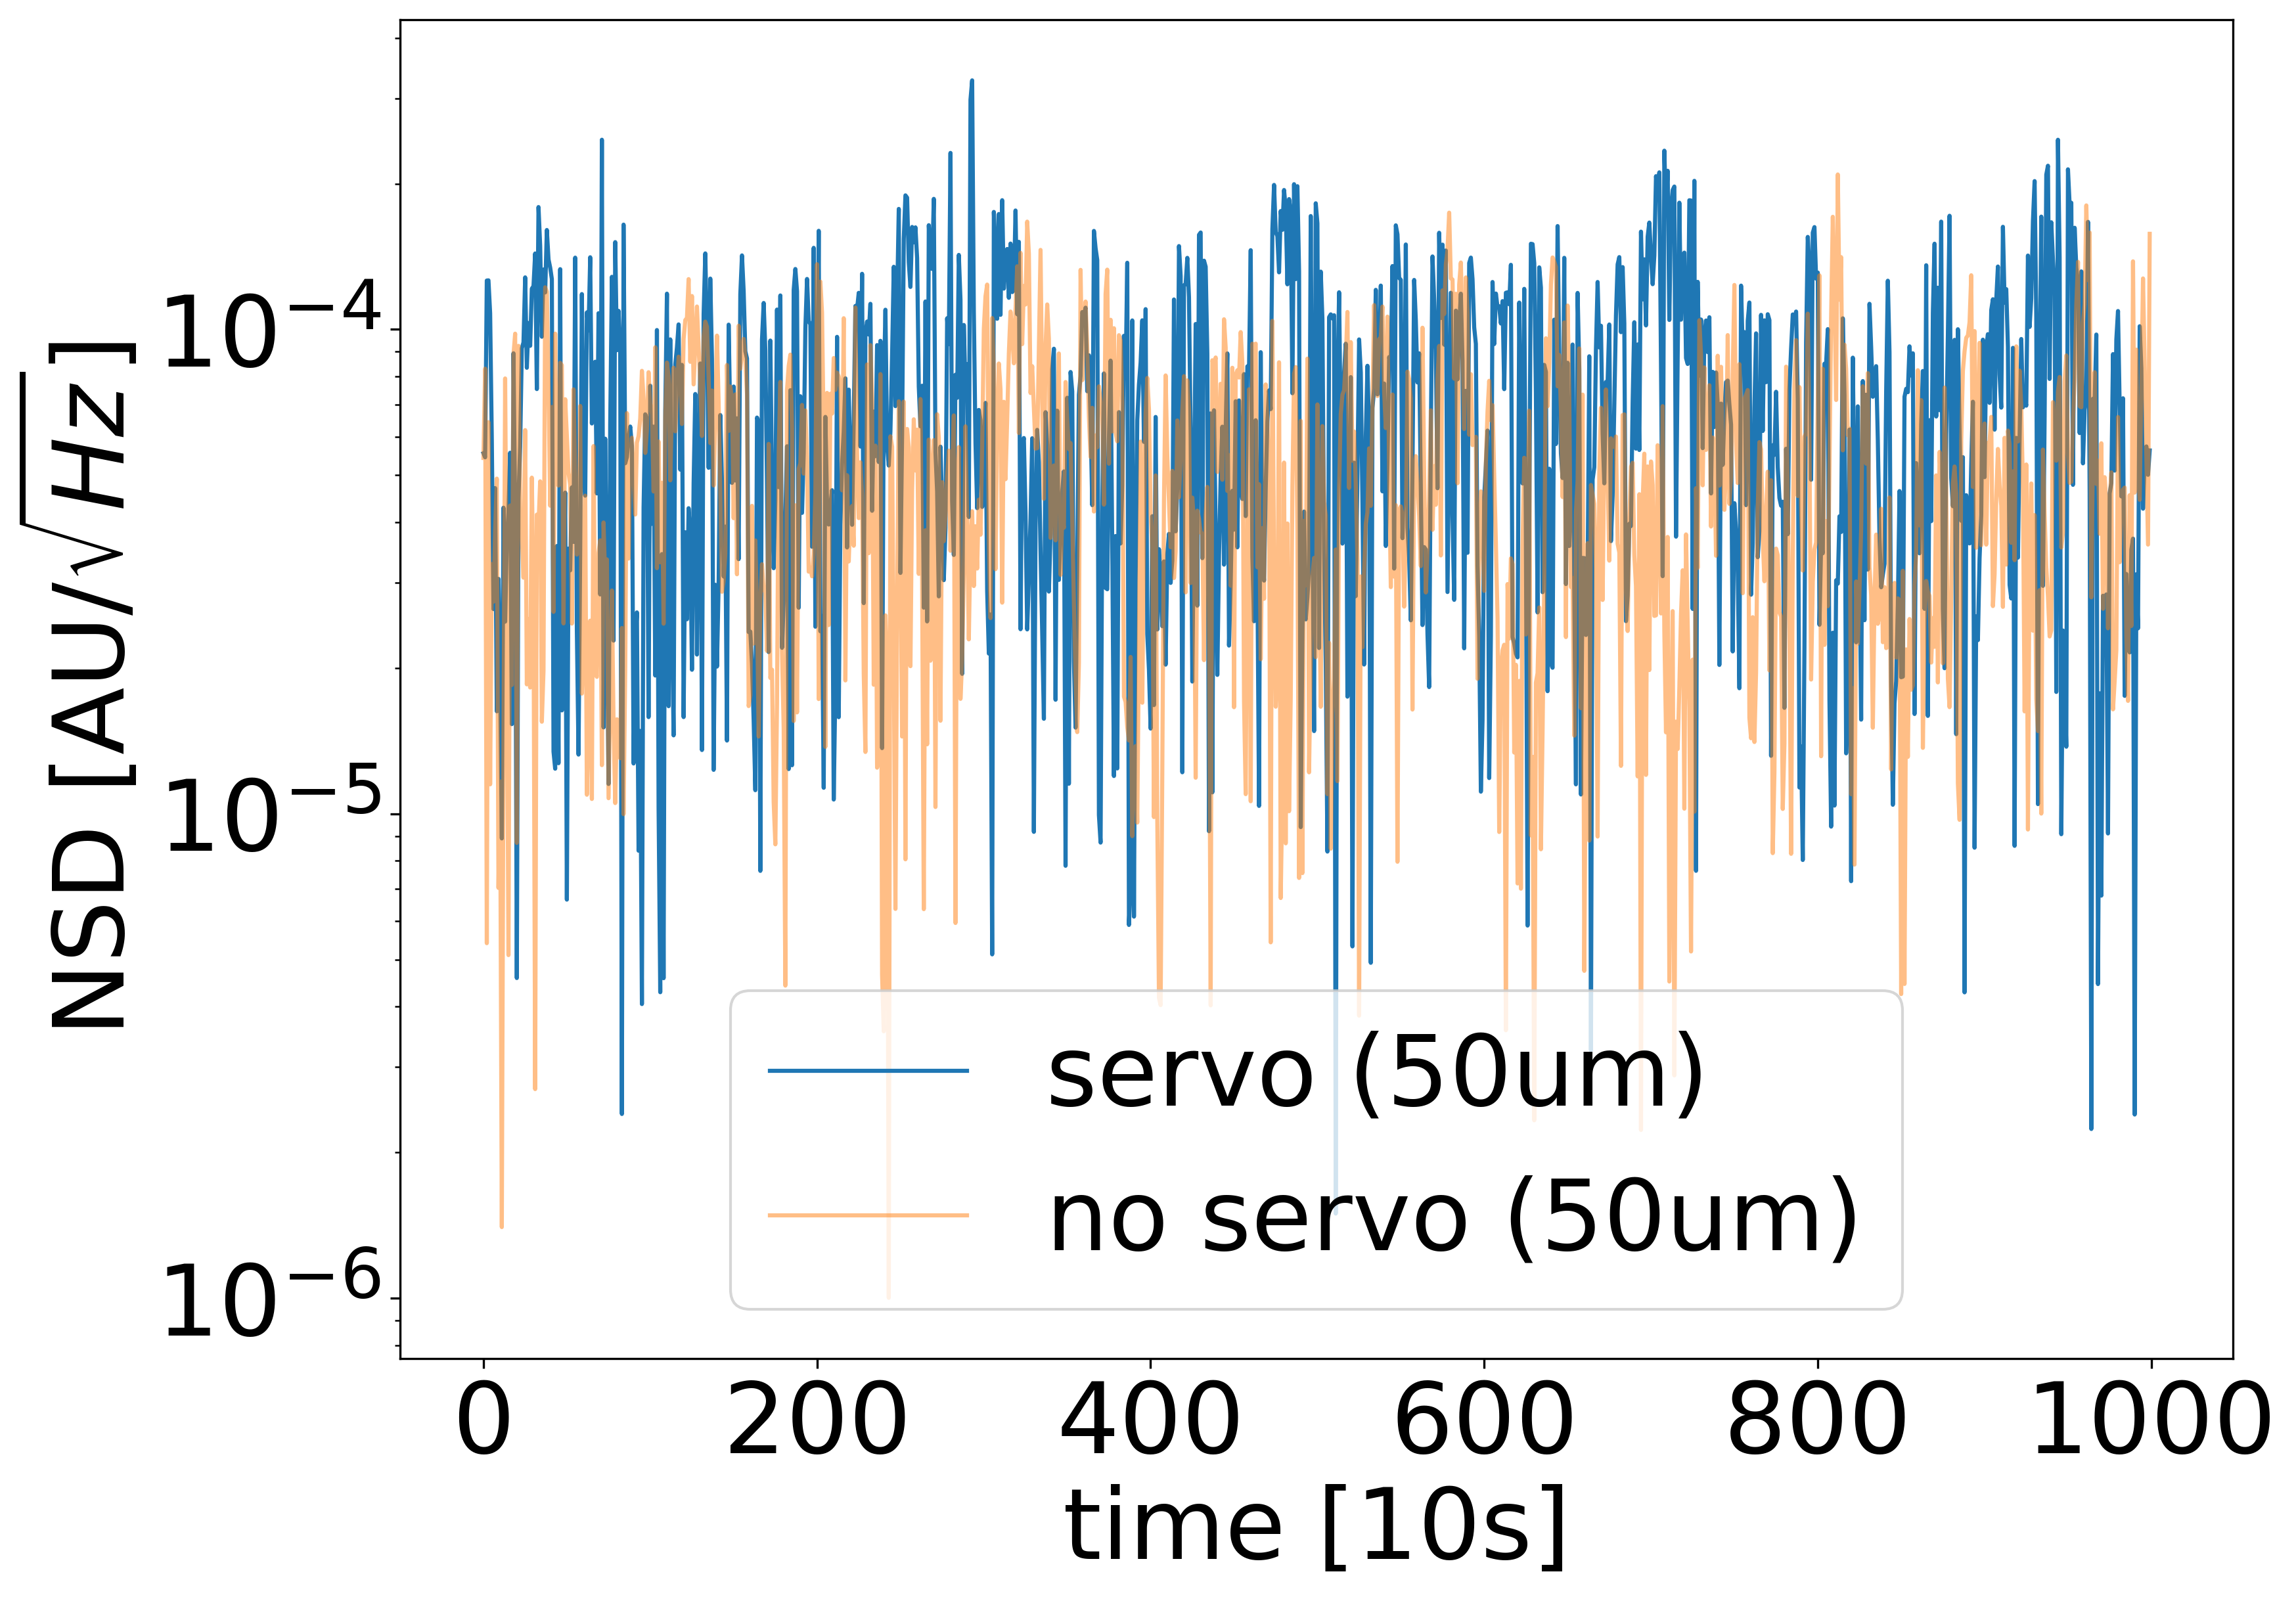 NSD [AU/√Hz]
10⁻⁴
10⁻⁵
10⁻⁶
servo (50um)
no servo (50um)
0 200 400 600 800 1000
time [10s]